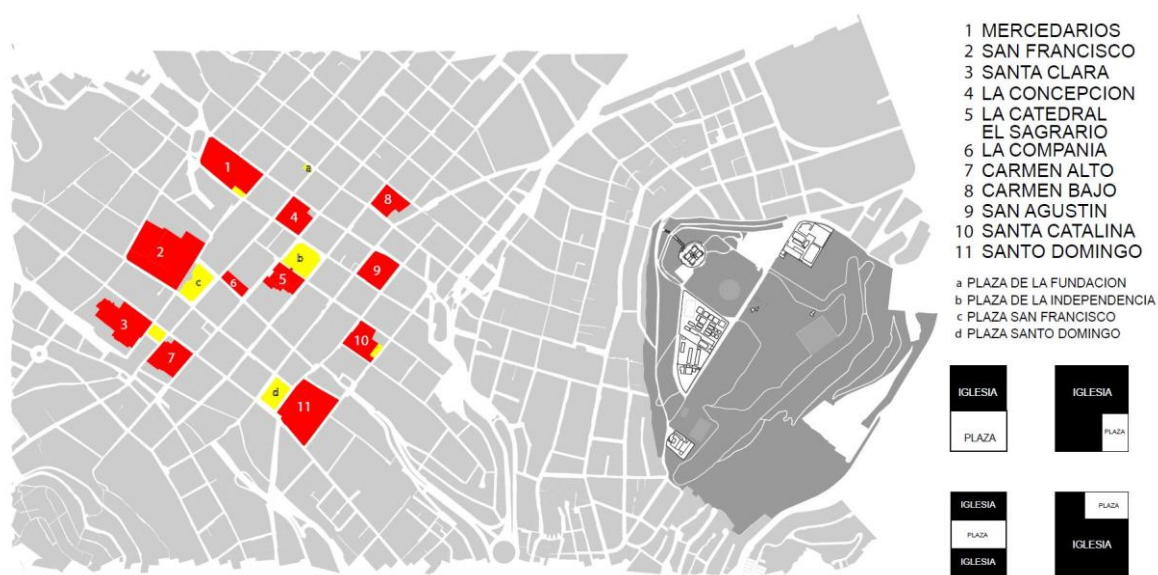 1 MERCEDARIOS
2 SAN FRANCISCO
3 SANTA CLARA
4 LA CONCEPCION
5 LA CATEDRAL
EL SAGRARIO
6 LA COMPANIA
7 CARMEN ALTO
8 CARMEN BAJO
9 SAN AGUSTIN
10 SANTA CATALINA
11 SANTO DOMINGO
a PLAZA DE LA FUNDACION
b PLAZA DE LA INDEPENDENCIA
c PLAZA SAN FRANCISCO
d PLAZA SANTO DOMINGO
1
a
8
4
2
b
9
c
6
5
3
10
7
d
11
IGLESIA
PLAZA
IGLESIA
PLAZA
IGLESIA
PLAZA
IGLESIA
PLAZA
IGLESIA